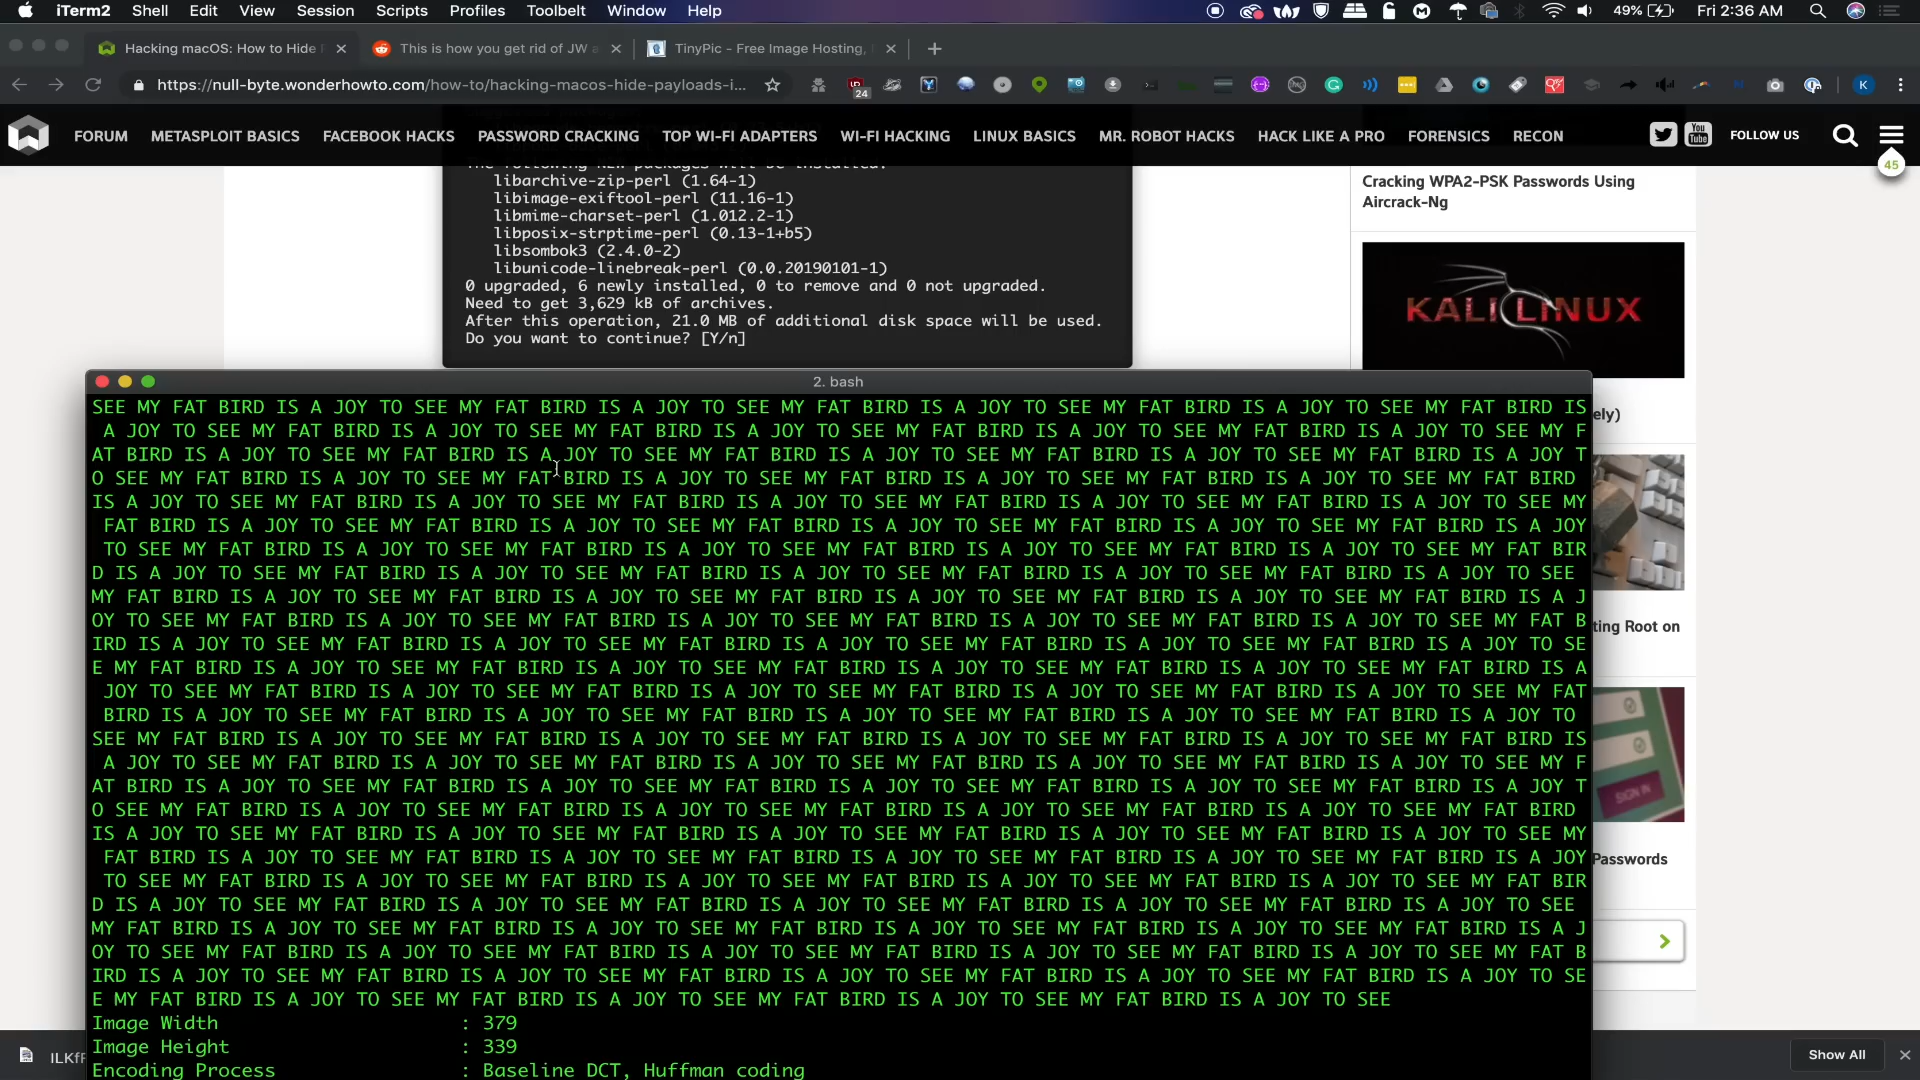 iTerm2 Shell Edit View Session Scripts Profiles Toolbelt Window Help 49% Fri 2:36 AM
Hacking macOS: How to Hide This is how you get rid of JW TinyPic - Free Image Hosting,
https://null-byte.wonderhowto.com/how-to/hacking-macos-hide-payloads-i... 24 K
FORUM METASPLOIT BASICS FACEBOOK HACKS PASSWORD CRACKING TOP WI-FI ADAPTERS WI-FI HACKING LINUX BASICS MR. ROBOT HACKS HACK LIKE A PRO FORENSICS RECON You Tube FOLLOW US
45
The following NEW packages will be installed:
libarchive-zip-perl (1.64-1)
libimage-exiftool-perl (11.16-1)
libmime-charset-perl (1.012.2-1)
libposix-strptime-perl (0.13-1+b5)
libsombok3 (2.4.0-2)
libunicode-linebreak-perl (0.0.20190101-1)
0 upgraded, 6 newly installed, 0 to remove and 0 not upgraded.
Need to get 3,629 kB of archives.
After this operation, 21.0 MB of additional disk space will be used.
Do you want to continue? [Y/n]
Cracking WPA2-PSK Passwords Using
Aircrack-Ng
KALI LINUX
ely)
ting Root on
SIGN IN
Passwords
2. bash
SEE MY FAT BIRD IS A JOY TO SEE MY FAT BIRD IS A JOY TO SEE MY FAT BIRD IS A JOY TO SEE MY FAT BIRD IS A JOY TO SEE MY FAT BIRD IS
A JOY TO SEE MY FAT BIRD IS A JOY TO SEE MY FAT BIRD IS A JOY TO SEE MY FAT BIRD IS A JOY TO SEE MY FAT BIRD IS A JOY TO SEE MY F
AT BIRD IS A JOY TO SEE MY FAT BIRD IS A JOY TO SEE MY FAT BIRD IS A JOY TO SEE MY FAT BIRD IS A JOY TO SEE MY FAT BIRD IS A JOY T
O SEE MY FAT BIRD IS A JOY TO SEE MY FAT BIRD IS A JOY TO SEE MY FAT BIRD IS A JOY TO SEE MY FAT BIRD IS A JOY TO SEE MY FAT BIRD
IS A JOY TO SEE MY FAT BIRD IS A JOY TO SEE MY FAT BIRD IS A JOY TO SEE MY FAT BIRD IS A JOY TO SEE MY FAT BIRD IS A JOY TO SEE MY
FAT BIRD IS A JOY TO SEE MY FAT BIRD IS A JOY TO SEE MY FAT BIRD IS A JOY TO SEE MY FAT BIRD IS A JOY TO SEE MY FAT BIRD IS A JOY
TO SEE MY FAT BIRD IS A JOY TO SEE MY FAT BIRD IS A JOY TO SEE MY FAT BIRD IS A JOY TO SEE MY FAT BIRD IS A JOY TO SEE MY FAT BIR
D IS A JOY TO SEE MY FAT BIRD IS A JOY TO SEE MY FAT BIRD IS A JOY TO SEE MY FAT BIRD IS A JOY TO SEE MY FAT BIRD IS A JOY TO SEE
MY FAT BIRD IS A JOY TO SEE MY FAT BIRD IS A JOY TO SEE MY FAT BIRD IS A JOY TO SEE MY FAT BIRD IS A JOY TO SEE MY FAT BIRD IS A J
OY TO SEE MY FAT BIRD IS A JOY TO SEE MY FAT BIRD IS A JOY TO SEE MY FAT BIRD IS A JOY TO SEE MY FAT BIRD IS A JOY TO SEE MY FAT B
IRD IS A JOY TO SEE MY FAT BIRD IS A JOY TO SEE MY FAT BIRD IS A JOY TO SEE MY FAT BIRD IS A JOY TO SEE MY FAT BIRD IS A JOY TO SE
E MY FAT BIRD IS A JOY TO SEE MY FAT BIRD IS A JOY TO SEE MY FAT BIRD IS A JOY TO SEE MY FAT BIRD IS A JOY TO SEE MY FAT BIRD IS A
JOY TO SEE MY FAT BIRD IS A JOY TO SEE MY FAT BIRD IS A JOY TO SEE MY FAT BIRD IS A JOY TO SEE MY FAT BIRD IS A JOY TO SEE MY FAT
BIRD IS A JOY TO SEE MY FAT BIRD IS A JOY TO SEE MY FAT BIRD IS A JOY TO SEE MY FAT BIRD IS A JOY TO SEE MY FAT BIRD IS A JOY TO
SEE MY FAT BIRD IS A JOY TO SEE MY FAT BIRD IS A JOY TO SEE MY FAT BIRD IS A JOY TO SEE MY FAT BIRD IS A JOY TO SEE MY FAT BIRD IS
A JOY TO SEE MY FAT BIRD IS A JOY TO SEE MY FAT BIRD IS A JOY TO SEE MY FAT BIRD IS A JOY TO SEE MY FAT BIRD IS A JOY TO SEE MY F
AT BIRD IS A JOY TO SEE MY FAT BIRD IS A JOY TO SEE MY FAT BIRD IS A JOY TO SEE MY FAT BIRD IS A JOY TO SEE MY FAT BIRD IS A JOY T
O SEE MY FAT BIRD IS A JOY TO SEE MY FAT BIRD IS A JOY TO SEE MY FAT BIRD IS A JOY TO SEE MY FAT BIRD IS A JOY TO SEE MY FAT BIRD
IS A JOY TO SEE MY FAT BIRD IS A JOY TO SEE MY FAT BIRD IS A JOY TO SEE MY FAT BIRD IS A JOY TO SEE MY FAT BIRD IS A JOY TO SEE MY
FAT BIRD IS A JOY TO SEE MY FAT BIRD IS A JOY TO SEE MY FAT BIRD IS A JOY TO SEE MY FAT BIRD IS A JOY TO SEE MY FAT BIRD IS A JOY
TO SEE MY FAT BIRD IS A JOY TO SEE MY FAT BIRD IS A JOY TO SEE MY FAT BIRD IS A JOY TO SEE MY FAT BIRD IS A JOY TO SEE MY FAT BIR
D IS A JOY TO SEE MY FAT BIRD IS A JOY TO SEE MY FAT BIRD IS A JOY TO SEE MY FAT BIRD IS A JOY TO SEE MY FAT BIRD IS A JOY TO SEE
MY FAT BIRD IS A JOY TO SEE MY FAT BIRD IS A JOY TO SEE MY FAT BIRD IS A JOY TO SEE MY FAT BIRD IS A JOY TO SEE MY FAT BIRD IS A J
OY TO SEE MY FAT BIRD IS A JOY TO SEE MY FAT BIRD IS A JOY TO SEE MY FAT BIRD IS A JOY TO SEE MY FAT BIRD IS A JOY TO SEE MY FAT B
IRD IS A JOY TO SEE MY FAT BIRD IS A JOY TO SEE MY FAT BIRD IS A JOY TO SEE MY FAT BIRD IS A JOY TO SEE MY FAT BIRD IS A JOY TO SE
E MY FAT BIRD IS A JOY TO SEE MY FAT BIRD IS A JOY TO SEE MY FAT BIRD IS A JOY TO SEE MY FAT BIRD IS A JOY TO SEE
Image Width : 379
Image Height : 339
Encoding Process : Baseline DCT, Huffman coding
ILKfF
Show All